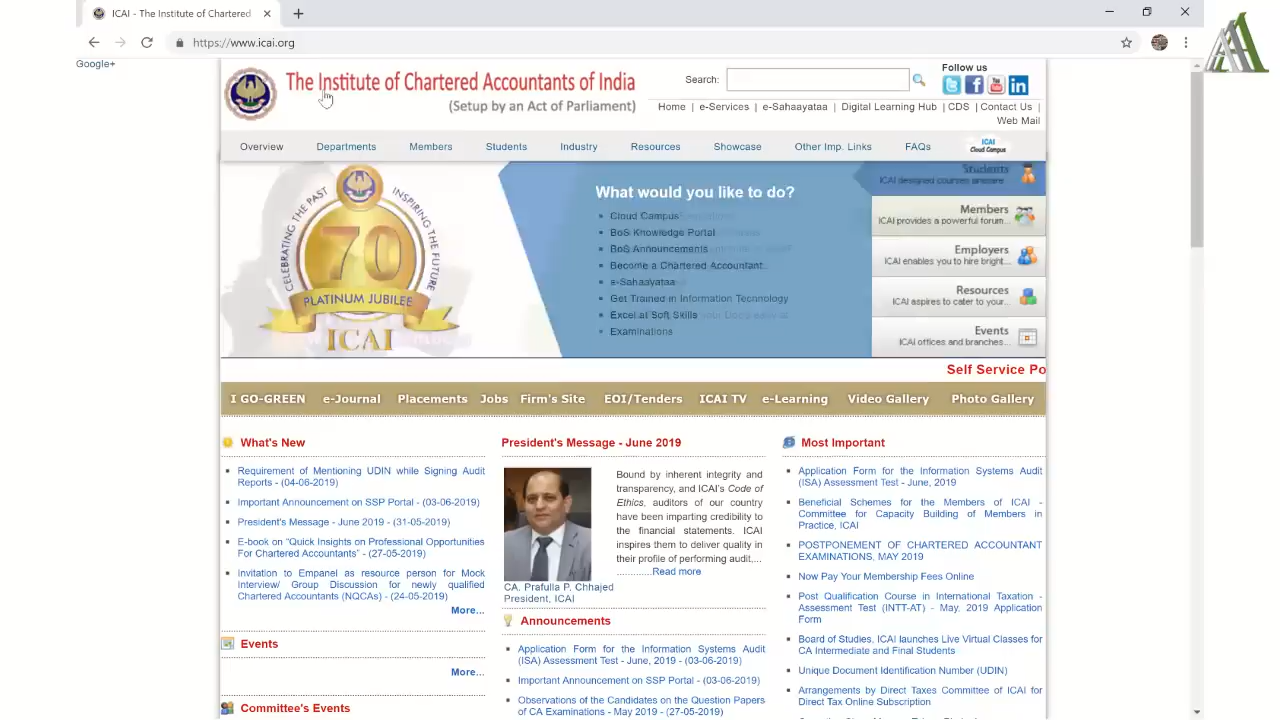 ICAI - The Institute of Chartered
https://www.icai.org
Google+
The Institute of Chartered Accountants of India
(Setup by an Act of Parliament)
Search:
Follow us
Home | e-Services | e-Sahaayataa | Digital Learning Hub | CDS | Contact Us |
Web Mail
Overview Departments Members Students Industry Resources Showcase Other Imp. Links FAQs ICAI Cloud Campus
CELEBRATING THE PAST INSPIRING THE FUTURE
70
PLATINUM JUBILEE
ICAI
What would you like to do?
Cloud Campus
BoS Knowledge Portal
BoS Announcements
Become a Chartered Accountant
e-Sahaayataa
Get Trained in Information Technology
Excel at Soft Skills
Examinations
Students
ICAI designed courses
Members
ICAI provides a powerful forum...
Employers
ICAI enables you to hire bright...
Resources
ICAI aspires to cater to your...
Events
ICAI offices and branches...
Self Service Po
I GO-GREEN e-Journal Placements Jobs Firm's Site EOI/Tenders ICAI TV e-Learning Video Gallery Photo Gallery
What's New
Requirement of Mentioning UDIN while Signing Audit
Reports - (04-06-2019)
Important Announcement on SSP Portal - (03-06-2019)
President's Message - June 2019 - (31-05-2019)
E-book on "Quick Insights on Professional Opportunities
For Chartered Accountants" - (27-05-2019)
Invitation to Empanel as resource person for Mock
Interview/ Group Discussion for newly qualified
Chartered Accountants (NQCAs) - (24-05-2019)
More...
Events
More...
Committee's Events
President's Message - June 2019
Bound by inherent integrity and
transparency, and ICAI's Code of
Ethics, auditors of our country
have been imparting credibility to
the financial statements. ICAI
inspires them to deliver quality in
their profile of performing audit,...
...........Read more
CA. Prafulla P. Chhajed
President, ICAI
Announcements
Application Form for the Information Systems Audit
(ISA) Assessment Test - June, 2019 - (03-06-2019)
Important Announcement on SSP Portal - (03-06-2019)
Observations of the Candidates on the Question Papers
of CA Examinations - May 2019 - (27-05-2019)
Most Important
Application Form for the Information Systems Audit
(ISA) Assessment Test - June, 2019
Beneficial Schemes for the Members of ICAI -
Committee for Capacity Building of Members in
Practice, ICAI
POSTPONEMENT OF CHARTERED ACCOUNTANT
EXAMINATIONS, MAY 2019
Now Pay Your Membership Fees Online
Post Qualification Course in International Taxation -
Assessment Test (INTT-AT) - May, 2019 Application
Form
Board of Studies, ICAI launches Live Virtual Classes for
CA Intermediate and Final Students
Unique Document Identification Number (UDIN)
Arrangements by Direct Taxes Committee of ICAI for
Direct Tax Online Subscription